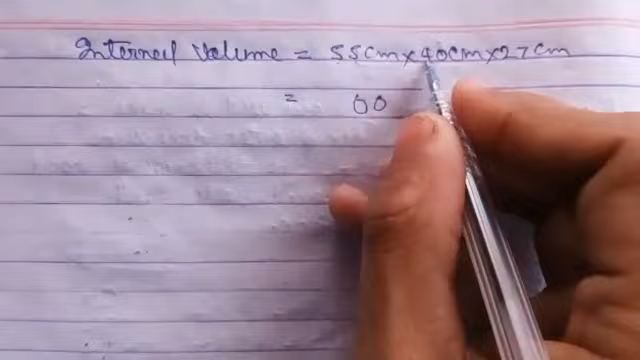 Internal Volume = 55cm×40cm×27cm
= 00